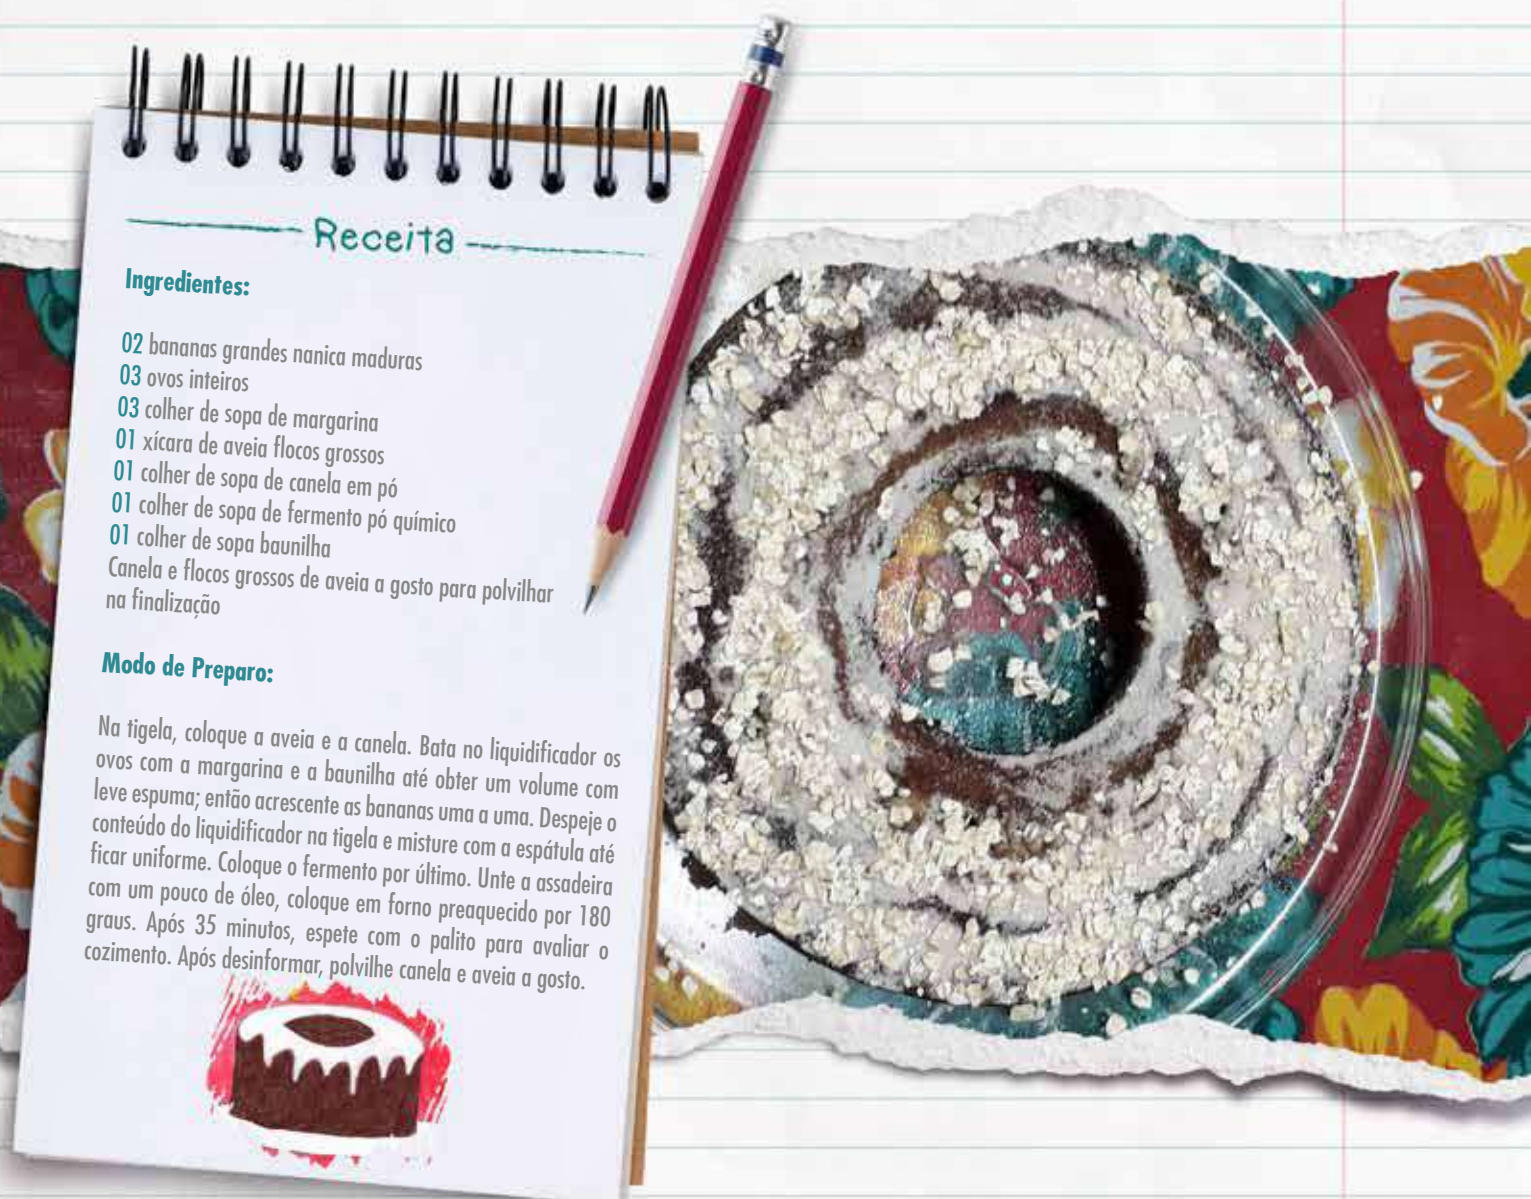 Receita
Ingredientes:
02 bananas grandes nanica maduras
03 ovos inteiros
03 colher de sopa de margarina
01 xícara de aveia flocos grossos
01 colher de sopa de canela em pó
01 colher de sopa de fermento pó químico
01 colher de sopa baunilha
Canela e flocos grossos de aveia a gosto para polvilhar
na finalização
Modo de Preparo:
Na tigela, coloque a aveia e a canela. Bata no liquidificador os
ovos com a margarina e a baunilha até obter um volume com
leve espuma; então acrescente as bananas uma a uma. Despeje o
conteúdo do liquidificador na tigela e misture com a espátula até
ficar uniforme. Coloque o fermento por último. Unte a assadeira
com um pouco de óleo, coloque em forno preaquecido por 180
graus. Após 35 minutos, espete com o palito para avaliar o
cozimento. Após desinformar, polvilhe canela e aveia a gosto.